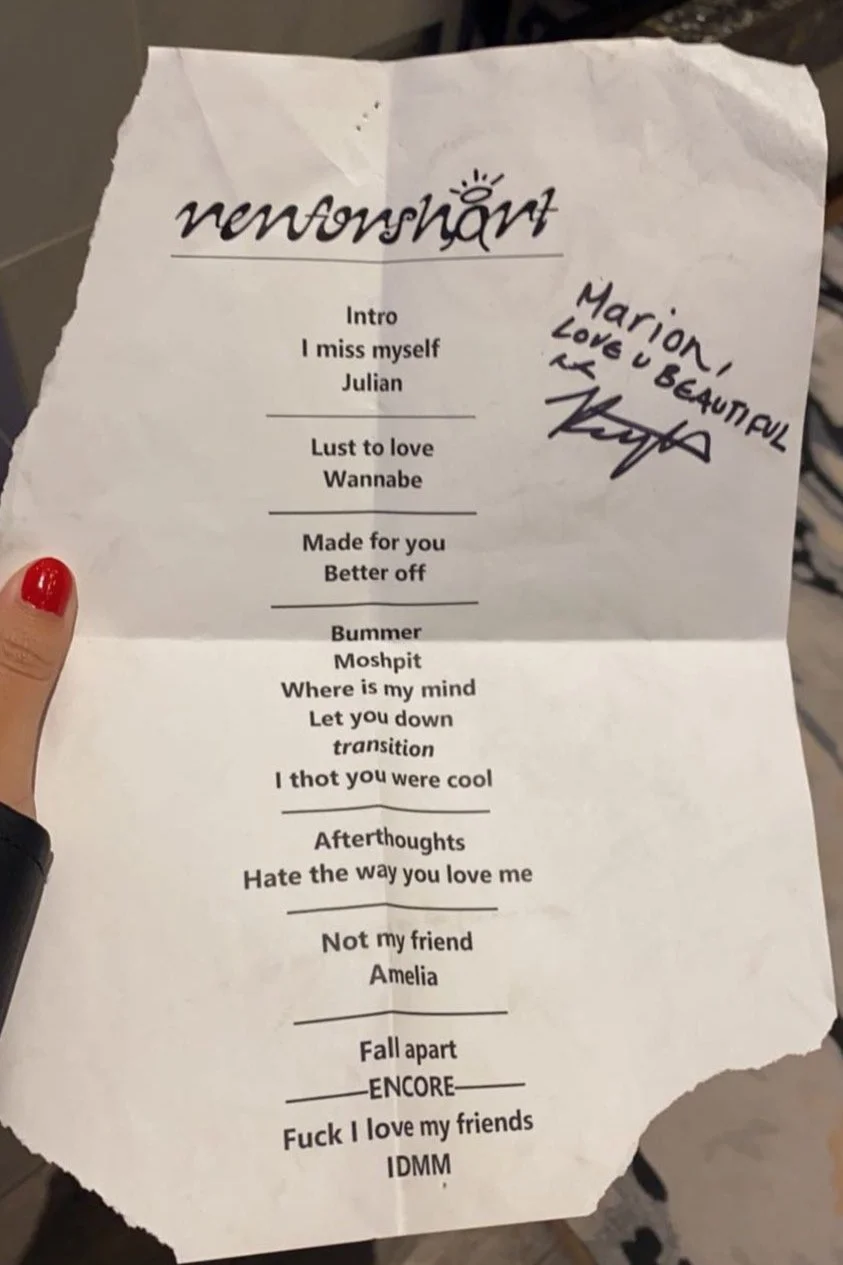 renforshort
Intro
I miss myself
Julian
Marion,
LOVE U BEAUTIFUL
Lust to love
Wannabe
Made for you
Better off
Bummer
Moshpit
Where is my mind
Let you down
transition
I thot you were cool
Afterthoughts
Hate the way you love me
Not my friend
Amelia
Fall apart
ENCORE
Fuck I love my friends
IDMM